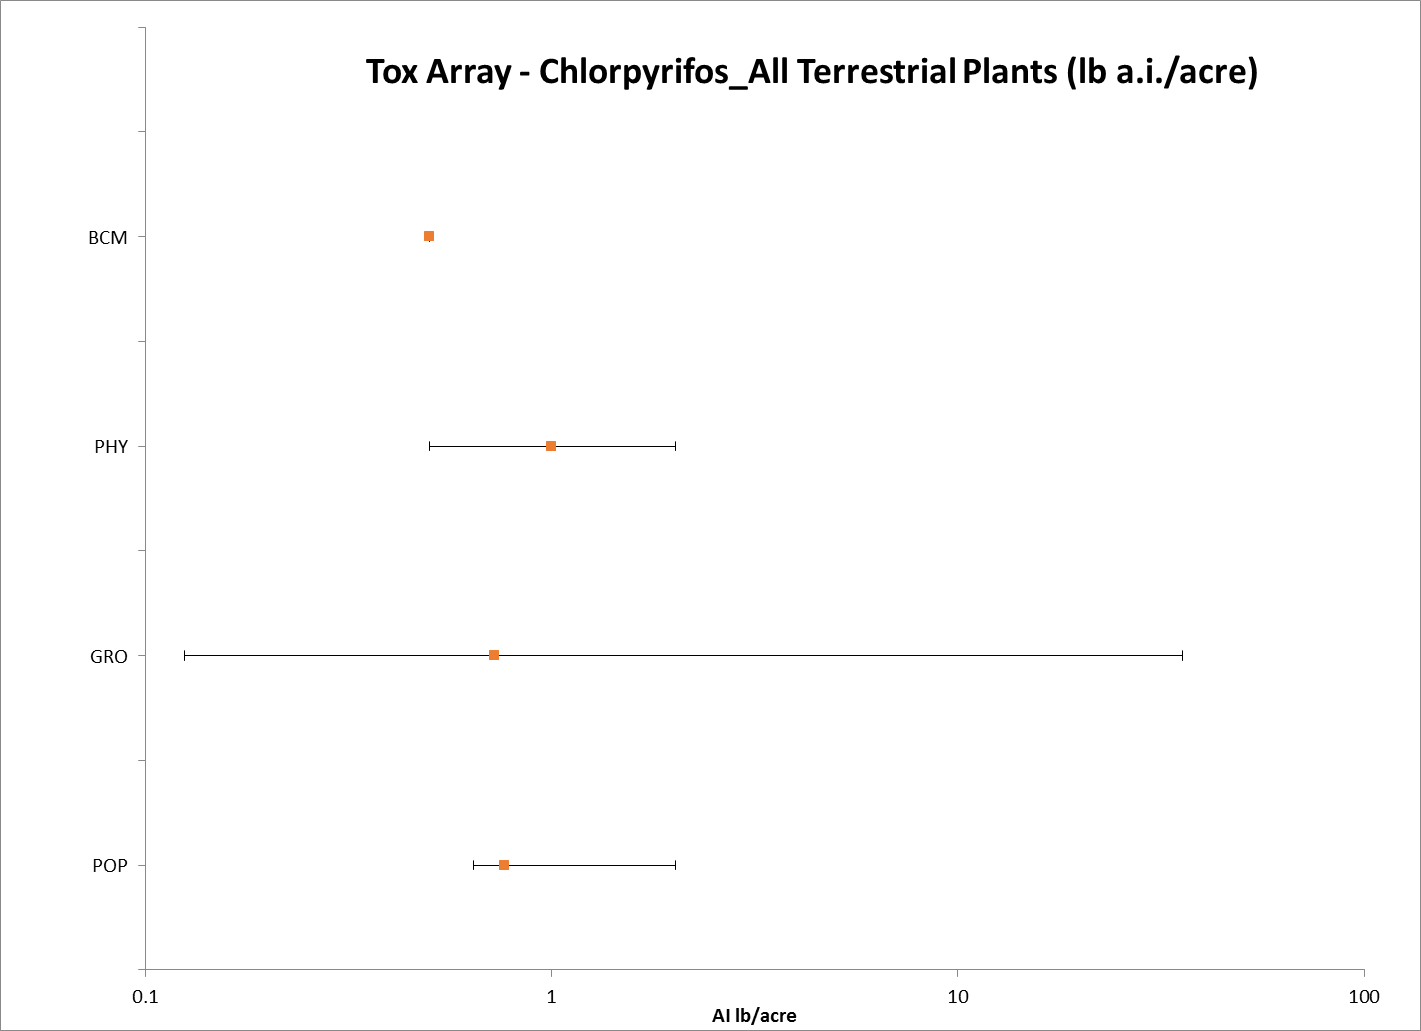 Tox Array - Chlorpyrifos_All Terrestrial Plants (lb a.i./acre)
BCM
PHY
GRO
POP
0.1 1 10 100
AI lb/acre